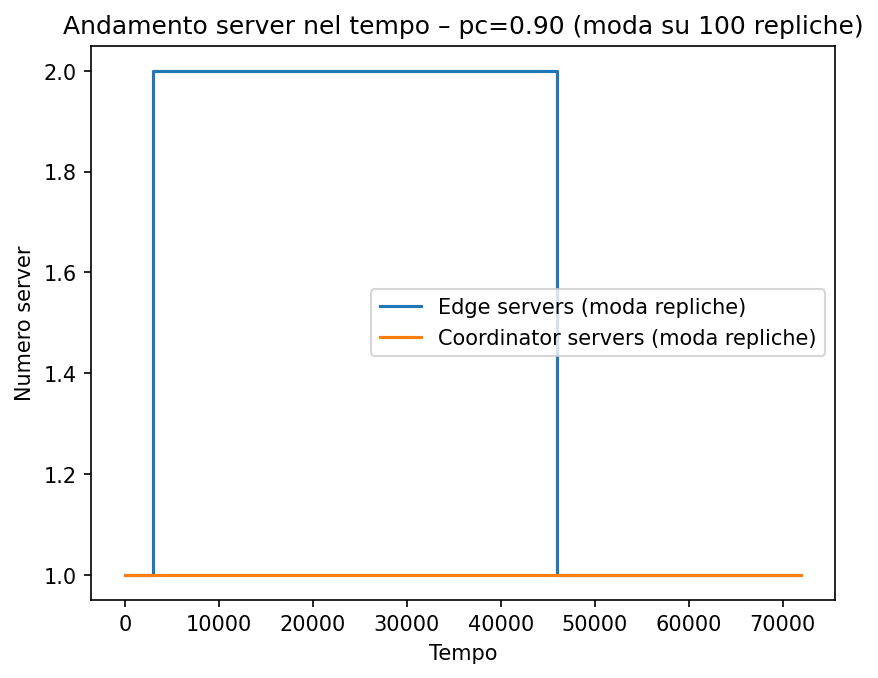 Andamento server nel tempo – pc=0.90 (moda su 100 repliche)
Numero server
2.0
1.8
1.6
1.4
1.2
1.0
Edge servers (moda repliche)
Coordinator servers (moda repliche)
0
10000
20000
30000
40000
50000
60000
70000
Tempo